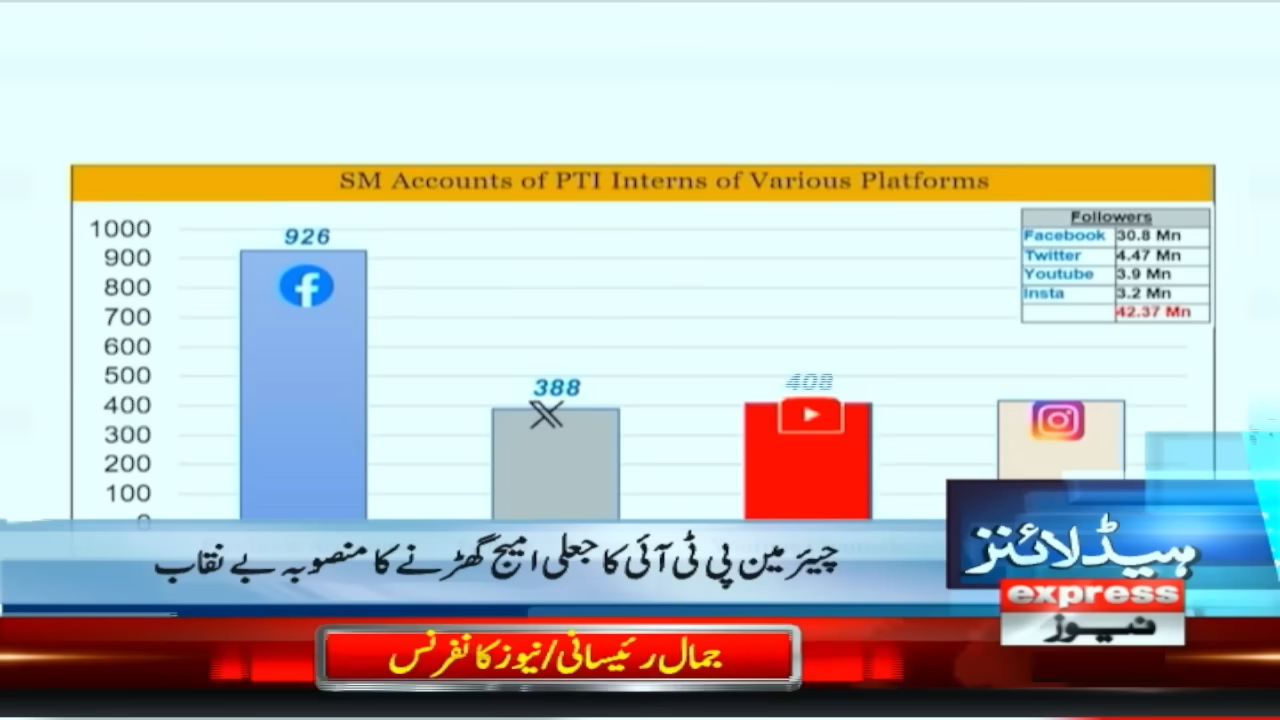 SM Accounts of PTI Interns of Various Platforms
1000
900
800
700
600
500
400
300
200
100
0
926
388
408
Followers
Facebook 30.8 Mn
Twitter 4.47 Mn
Youtube 3.9 Mn
Insta 3.2 Mn
42.37 Mn
چیئرمین پی ٹی آئی کا جعلی امیج گھڑنے کا منصوبہ بے نقاب
ہیڈلائنز
express
نیوز
جمال رئیسانی/نیوز کانفرنس